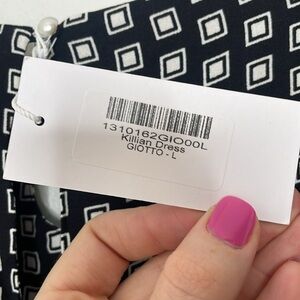 1310162GIO00L
Killian Dress
GIOTTO - L